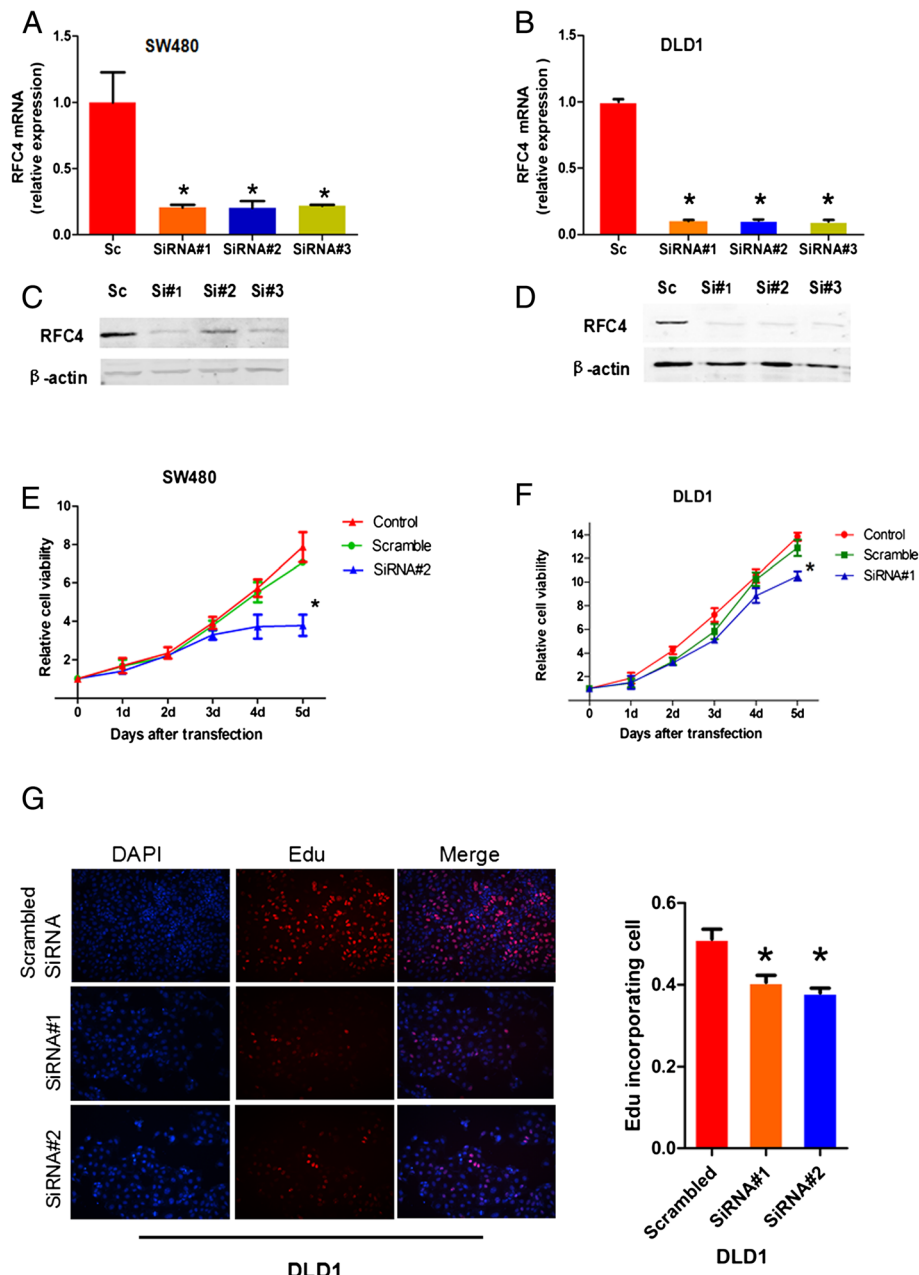 A
SW480
RFC4 mRNA
(relative expression)
1.5
1.0
0.5
0.0
Sc
SiRNA#1
SiRNA#2
SiRNA#3
*
*
*
B
DLD1
RFC4 mRNA
(relative expression )
1.5
1.0
0.5
0.0
Sc
SiRNA#1
SiRNA#2
SiRNA#3
*
*
*
C
Sc Si#1 Si#2 Si#3
RFC4
β-actin
D
Sc Si#1 Si#2 Si#3
RFC4
β-actin
E
SW480
Relative cell viability
10
8
6
4
2
0 1d 2d 3d 4d 5d
Days after transfection
Control
Scramble
SiRNA#2
*
F
DLD1
Relative cell viability
14
12
10
8
6
4
2
0 1d 2d 3d 4d 5d
Days after transfection
Control
Scramble
SiRNA#1
*
G
DAPI Edu Merge
Scrambled
SiRNA
SiRNA#1
SiRNA#2
DLD1
Edu incorporating cell
0.6
0.4
0.2
0.0
*
*
Scrambled
SiRNA#1
SiRNA#2
DLD1